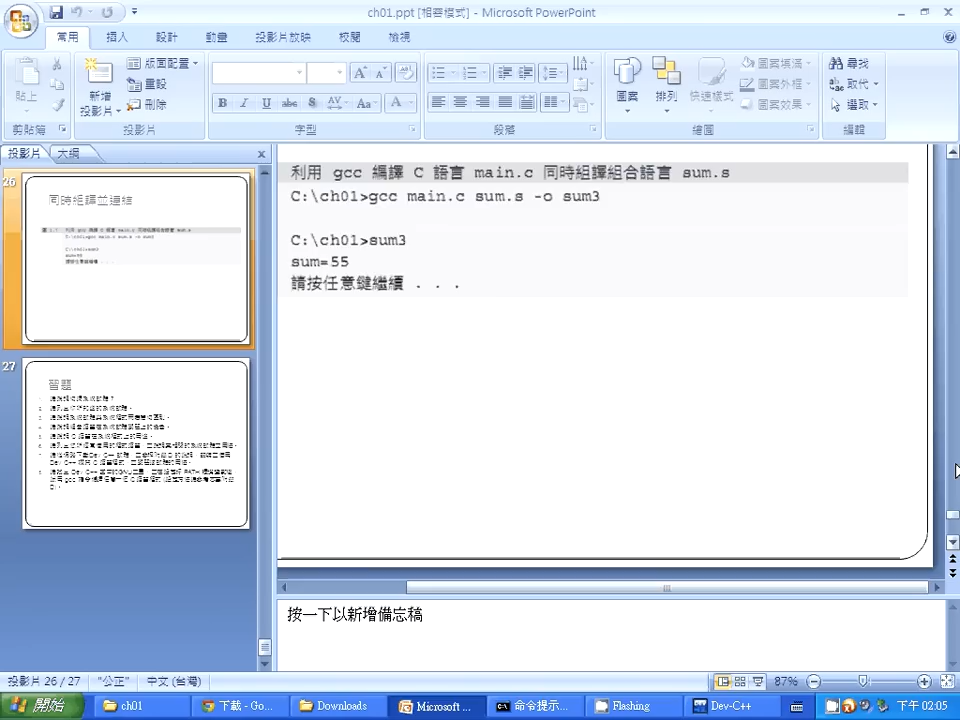 ch01.ppt [相容模式] - Microsoft PowerPoint
常用 插入 設計 動畫 投影片放映 校閱 檢視
貼上
剪貼簿
新增
投影片
版面配置
重設
刪除
投影片
B I U abc S AV Aa A
字型
段落
圖案
排列
快速樣式
圖案填滿
圖案外框
圖案效果
繪圖
尋找
取代
選取
編輯
投影片 大綱
26
同時組譯並連結
27
習題
利用 gcc 編譯 C 語言 main.c 同時組譯組合語言 sum.s
C:\ch01>gcc main.c sum.s -o sum3
C:\ch01>sum3
sum=55
請按任意鍵繼續 . . .
按一下以新增備忘稿
投影片 26 / 27 "公正" 中文 (台灣) 87%
開始 ch01 下載 - Go... Downloads Microsoft ... 命令提示... Flashing Dev-C++ 下午 02:05